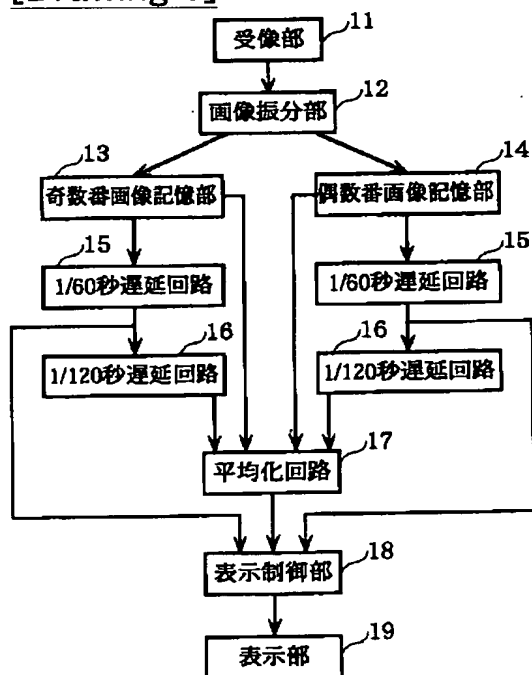 11
受像部
12
画像振分部
13
14
奇数番画像記憶部
偶数番画像記憶部
15
15
1/60秒遅延回路
1/60秒遅延回路
16
16
1/120秒遅延回路
1/120秒遅延回路
17
平均化回路
18
表示制御部
19
表示部